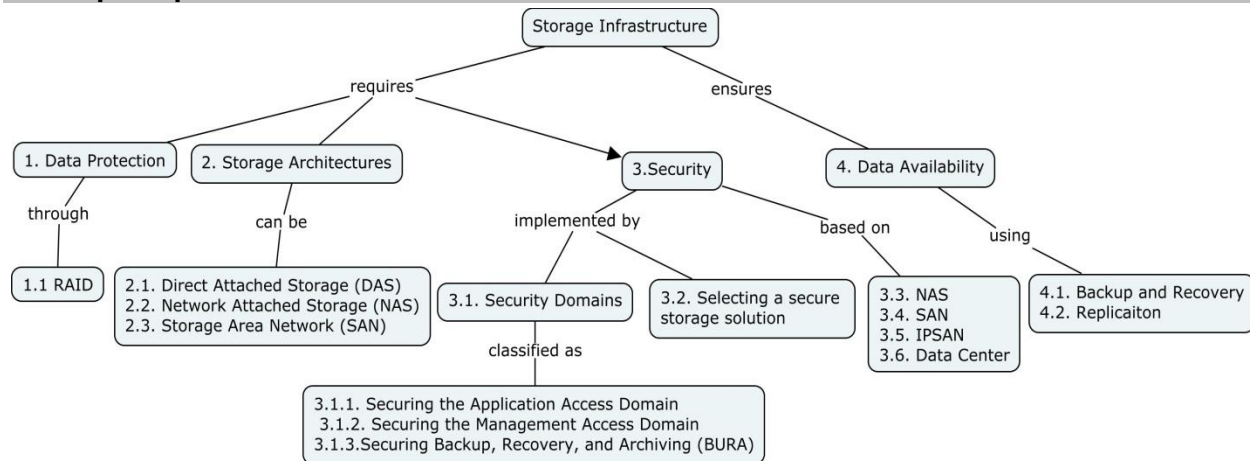 Storage Infrastructure
requires
ensures
1. Data Protection
2. Storage Architectures
3.Security
4. Data Availability
through
can be
implemented by
based on
using
1.1 RAID
2.1. Direct Attached Storage (DAS)
2.2. Network Attached Storage (NAS)
2.3. Storage Area Network (SAN)
3.1. Security Domains
3.2. Selecting a secure
storage solution
3.3. NAS
3.4. SAN
3.5. IPSAN
3.6. Data Center
4.1. Backup and Recovery
4.2. Replicaiton
classified as
3.1.1. Securing the Application Access Domain
3.1.2. Securing the Management Access Domain
3.1.3.Securing Backup, Recovery, and Archiving (BURA)